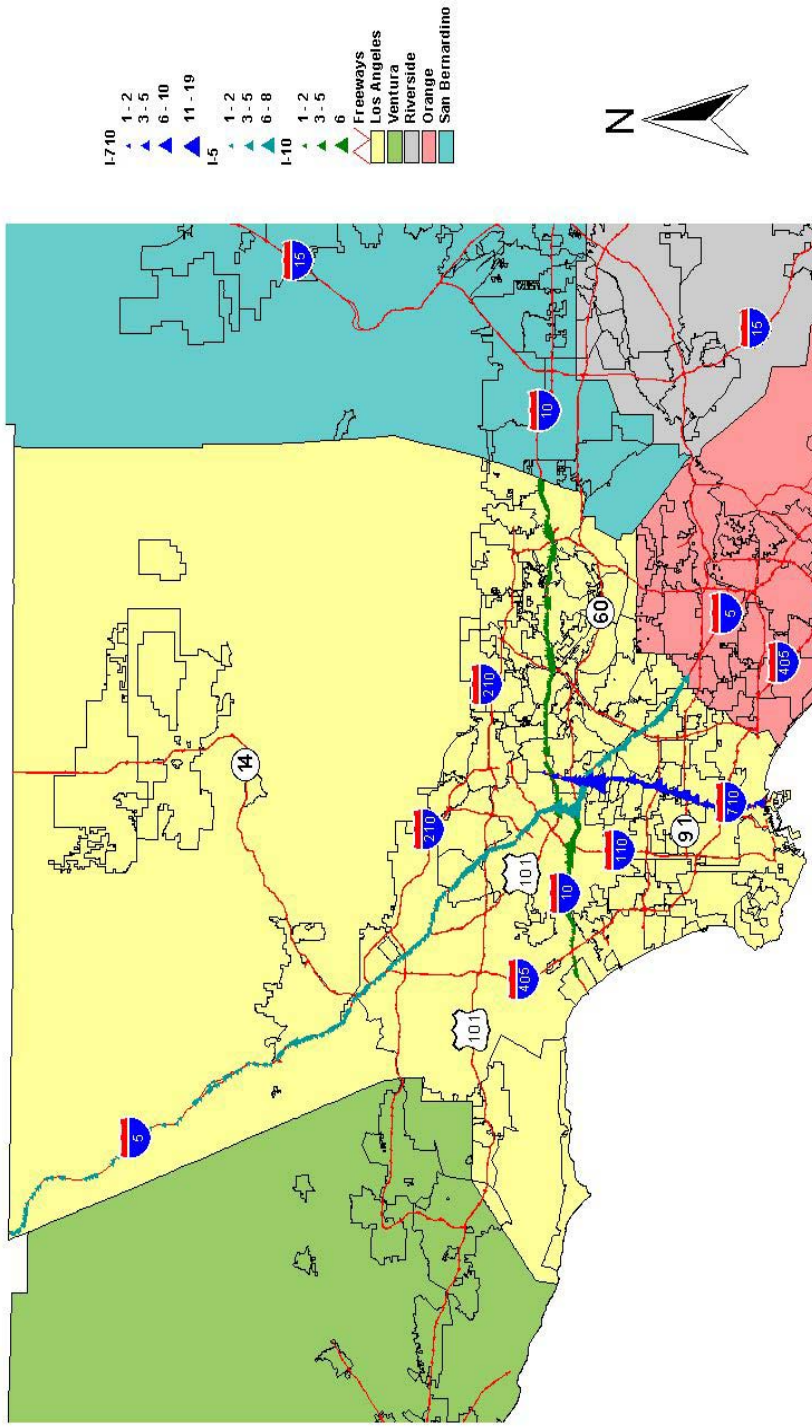 I-710
1 - 2
3 - 5
6 - 10
11 - 19
I-5
1 - 2
3 - 5
6 - 8
I-10
1 - 2
3 - 5
6
Freeways
Los Angeles
Ventura
Riverside
Orange
San Bernardino
N
5
14
15
210
210
10
101
101
405
10
110
60
91
710
5
405
15